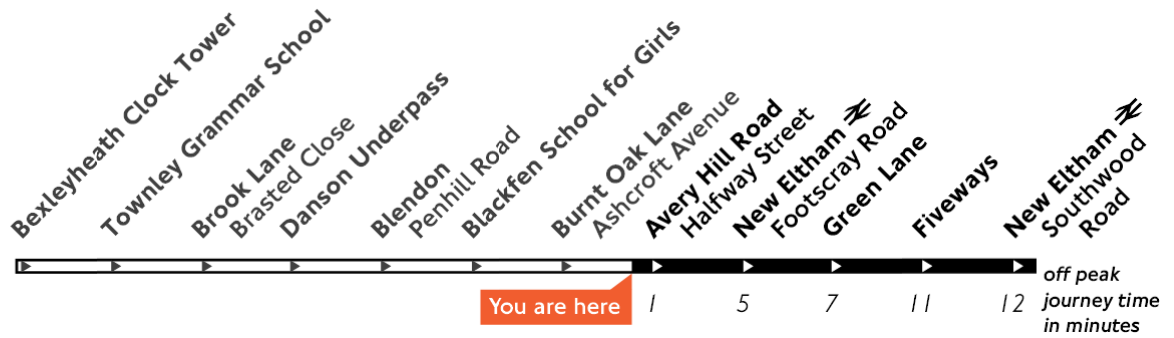 Bexleyheath Clock Tower
Townley Grammar School
Brook Lane
Brasted Close
Danson Underpass
Blendon
Penhill Road
Blackfen School for Girls
Burnt Oak Lane
Ashcroft Avenue
Avery Hill Road
Halfway Street
New Eltham
Footscray Road
Green Lane
Fiveways
New Eltham
Southwood
Road
You are here
1 5 7 11 12
off peak
journey time
in minutes